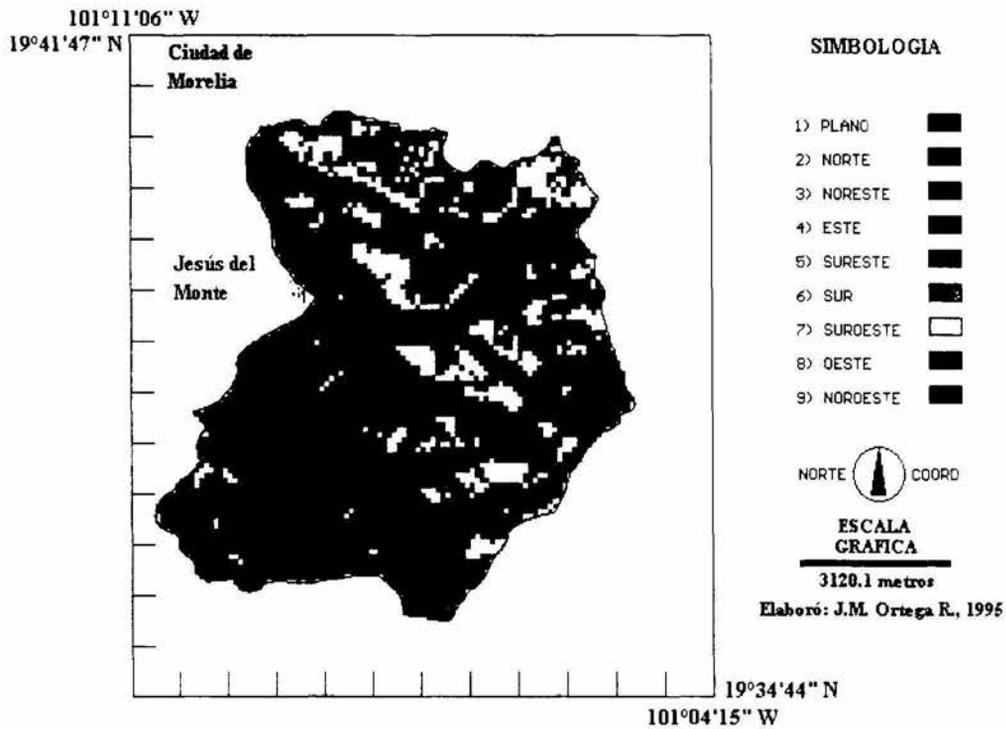 101°11'06" W
19°41'47" N
Ciudad de
Morelia
Jesús del
Monte
SIMBOLOGIA
1) PLANO
2) NORTE
3) NORESTE
4) ESTE
5) SURESTE
6) SUR
7) SUROESTE
8) OESTE
9) NOROESTE
NORTE COORD
ESCALA
GRAFICA
3120.1 metros
Elaboró: J.M. Ortega R., 1995
19°34'44" N
101°04'15" W